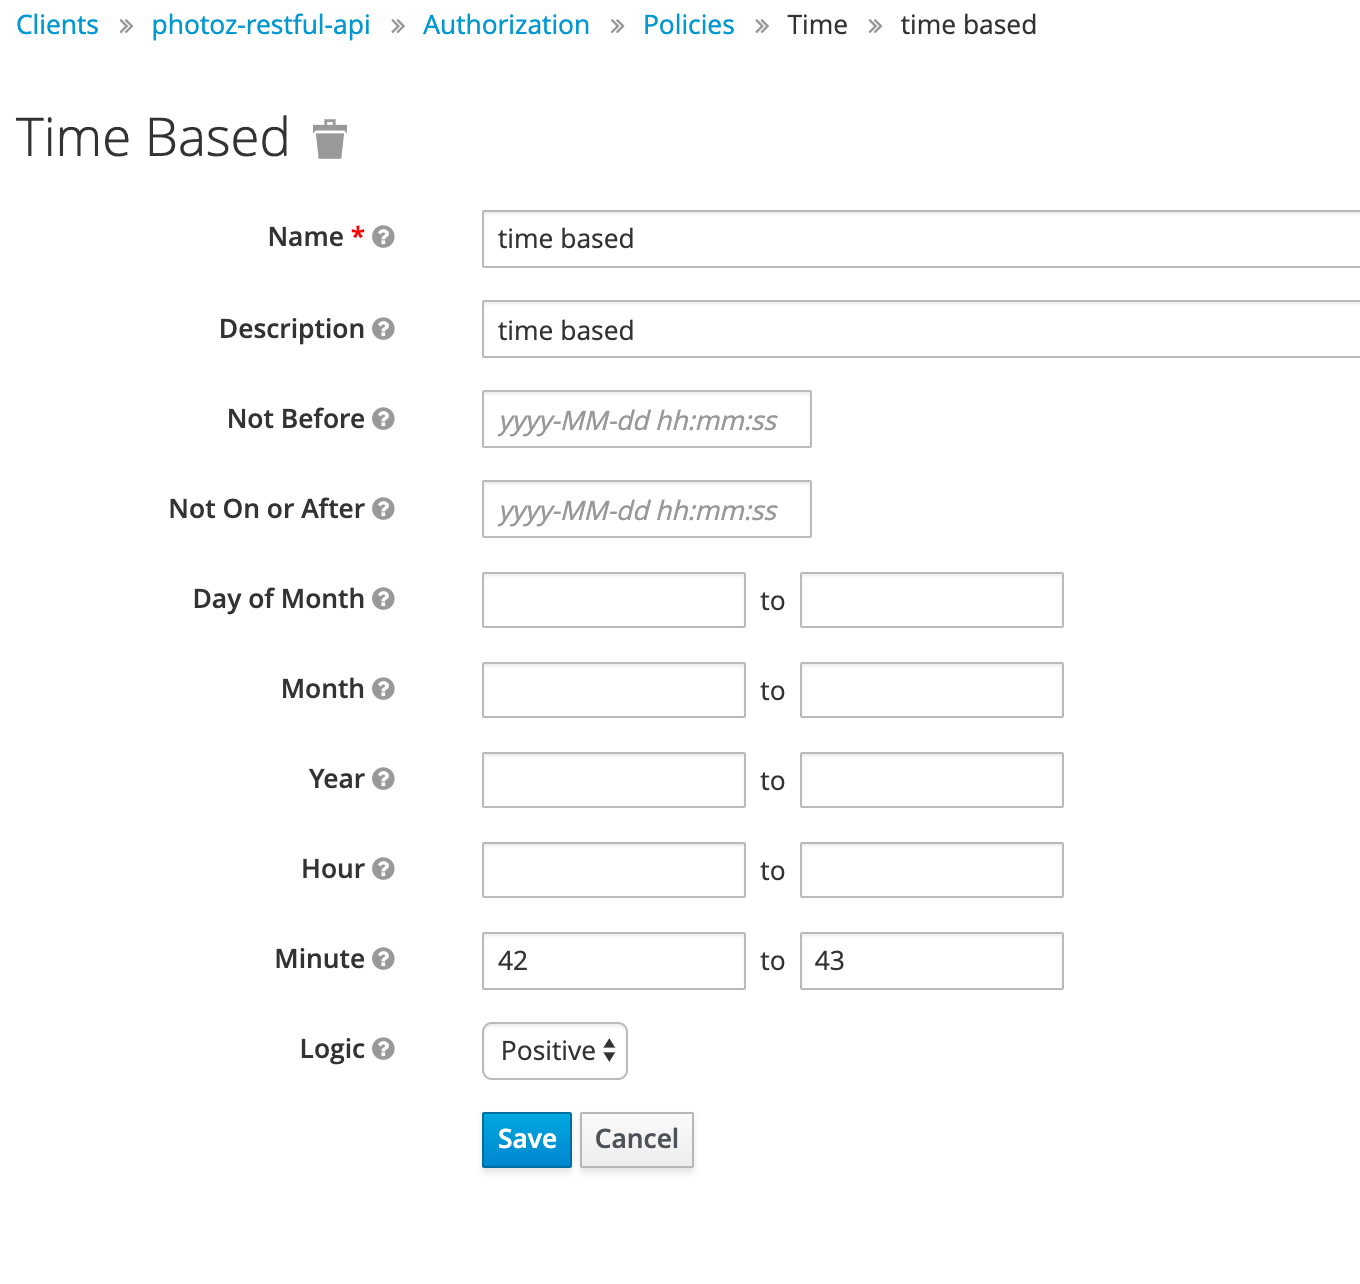 Clients » photoz-restful-api » Authorization » Policies » Time » time based
Time Based
Name * time based
Description time based
Not Before yyyy-MM-dd hh:mm:ss
Not On or After yyyy-MM-dd hh:mm:ss
Day of Month to
Month to
Year to
Hour to
Minute 42 to 43
Logic Positive
Save Cancel